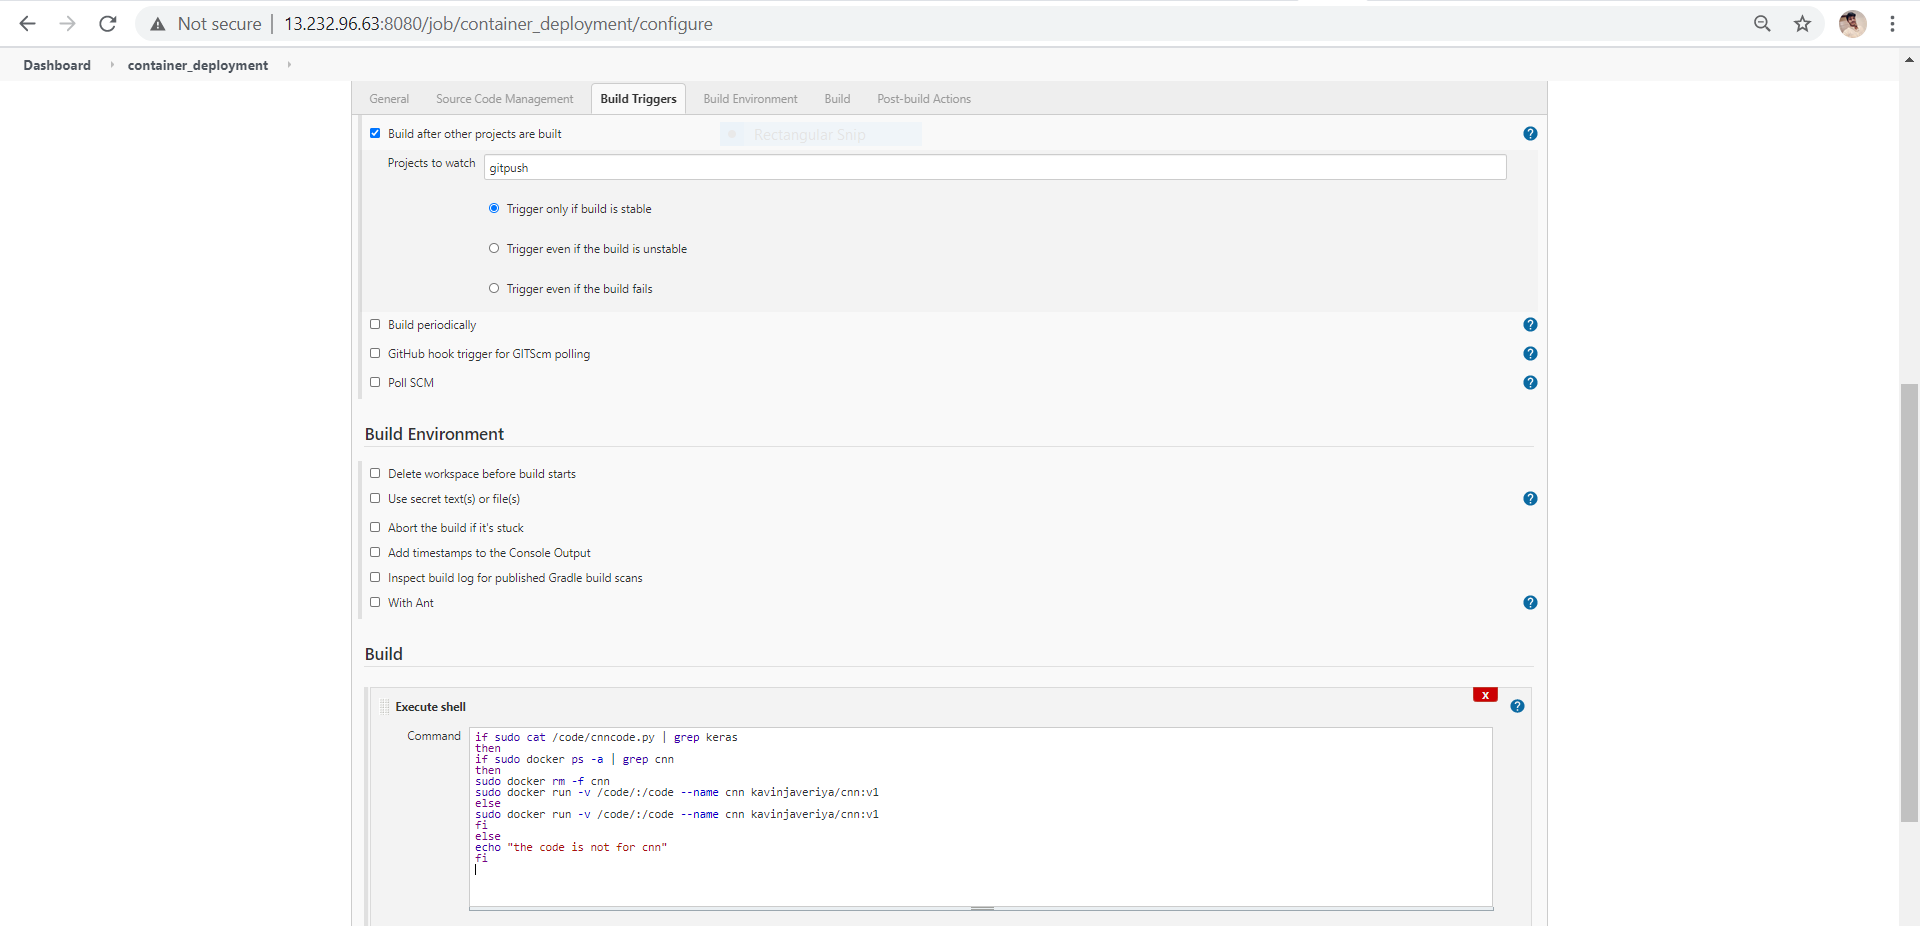 Not secure | 13.232.96.63:8080/job/container_deployment/configure
Dashboard container_deployment
General Source Code Management Build Triggers Build Environment Build Post-build Actions
Build after other projects are built
Rectangular Snip
?
Projects to watch gitpush
Trigger only if build is stable
Trigger even if the build is unstable
Trigger even if the build fails
Build periodically ?
GitHub hook trigger for GITScm polling ?
Poll SCM ?
Build Environment
Delete workspace before build starts
Use secret text(s) or file(s) ?
Abort the build if it's stuck
Add timestamps to the Console Output
Inspect build log for published Gradle build scans
With Ant ?
Build
X
Execute shell ?
Command
if sudo cat /code/cnncode.py | grep keras
then
if sudo docker ps -a | grep cnn
then
sudo docker rm -f cnn
sudo docker run -v /code/:/code --name cnn kavinjaveriya/cnn:v1
else
sudo docker run -v /code/:/code --name cnn kavinjaveriya/cnn:v1
fi
else
echo "the code is not for cnn"
fi